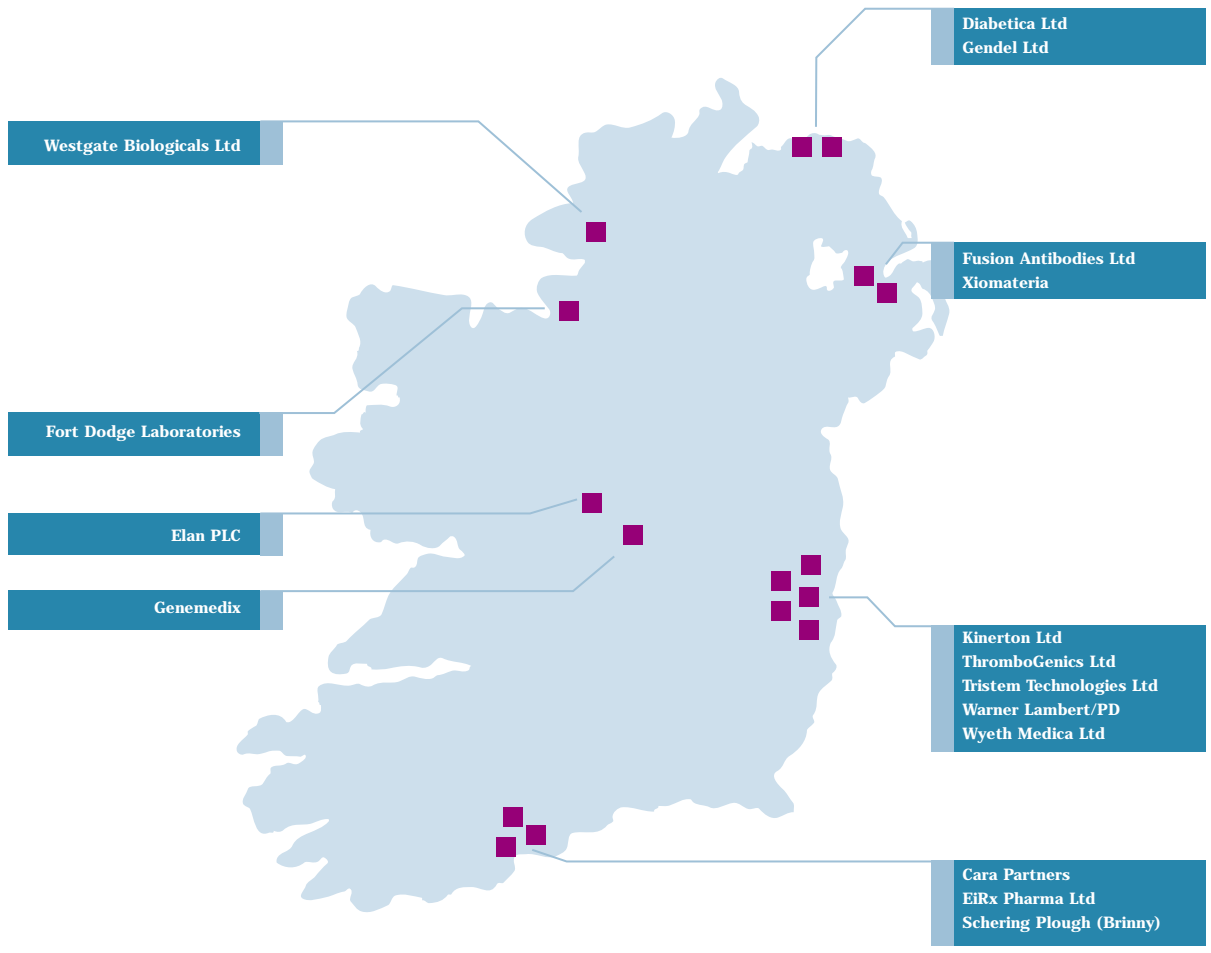 Diabetica Ltd
Gendel Ltd
Westgate Biologicals Ltd
Fusion Antibodies Ltd
Xiomateria
Fort Dodge Laboratories
Elan PLC
Genemedix
Kinerton Ltd
ThromboGenics Ltd
Tristem Technologies Ltd
Warner Lambert/PD
Wyeth Medica Ltd
Cara Partners
EiRx Pharma Ltd
Schering Plough (Brinny)